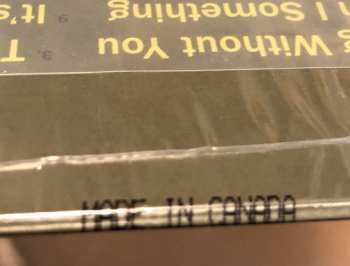 g Without You 3. T
n I Something It's
MADE IN CANADA